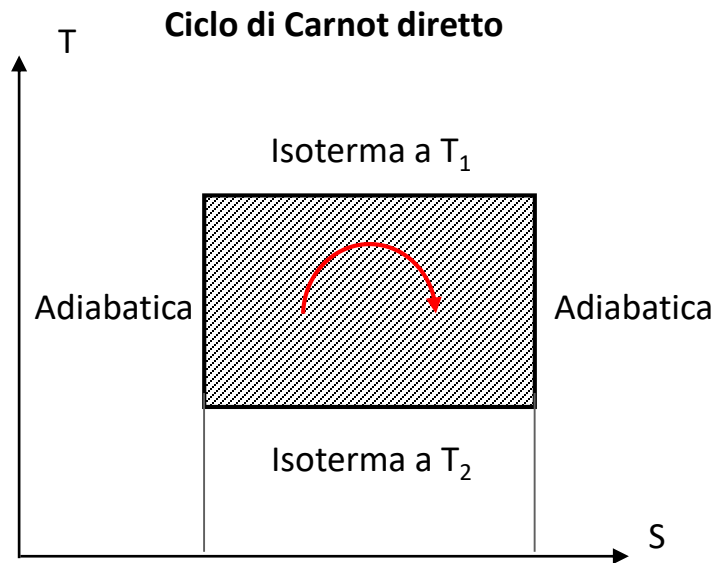 Ciclo di Carnot diretto
T
Isoterma a T₁
Adiabatica
Adiabatica
Isoterma a T₂
S